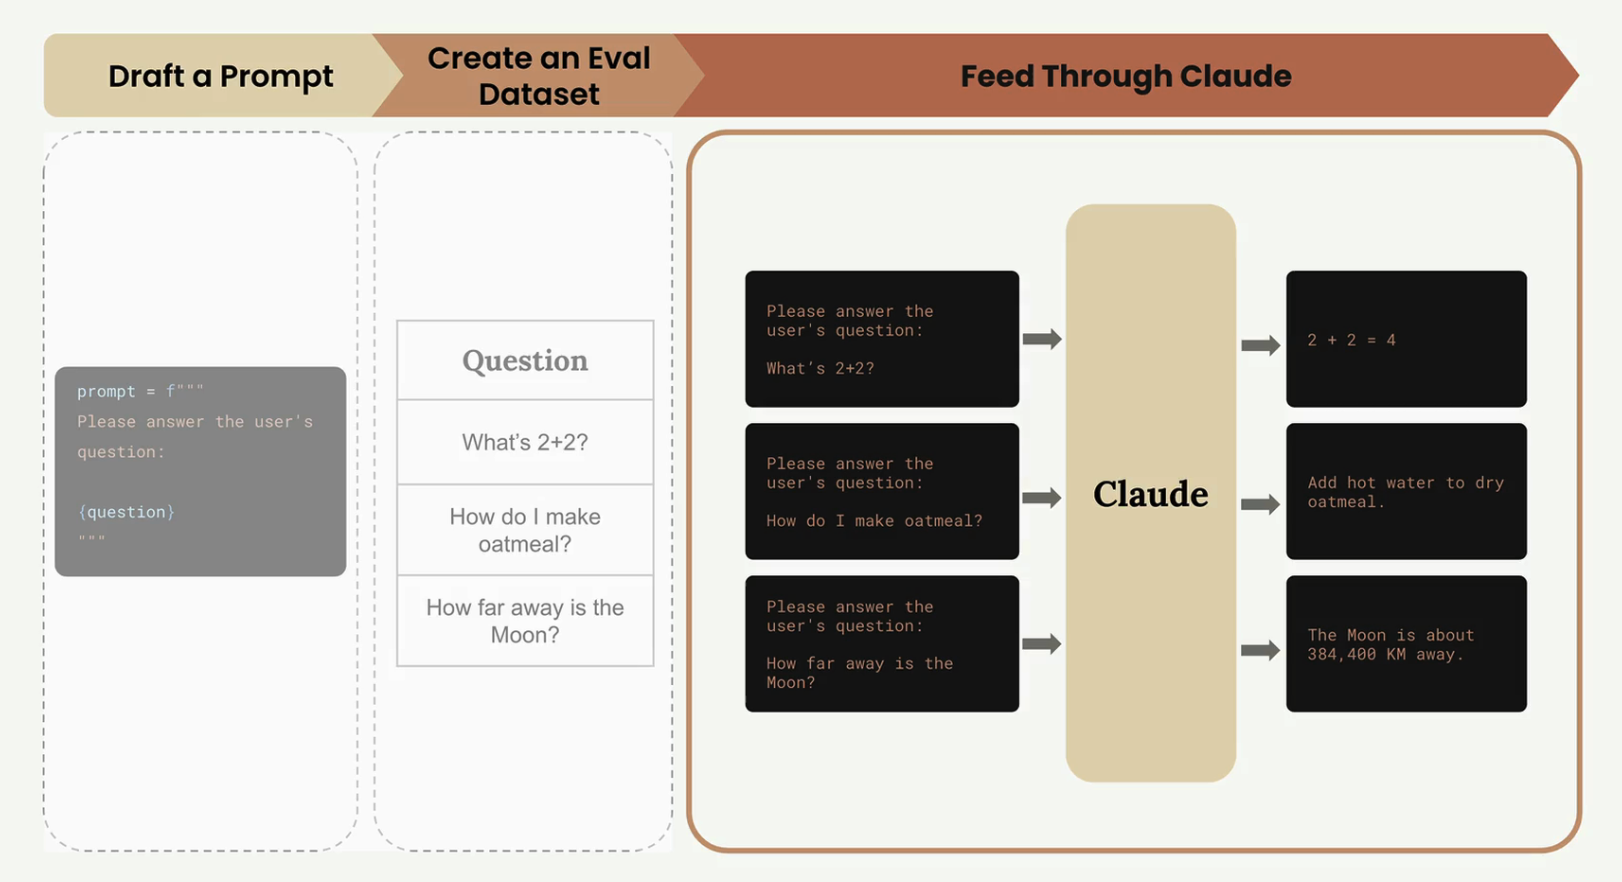 Draft a Prompt
Create an Eval
Dataset
Feed Through Claude
prompt = f"""
Please answer the user's
question:
{question}
"""
Question
What's 2+2?
How do I make
oatmeal?
How far away is the
Moon?
Please answer the
user's question:
What's 2+2?
Please answer the
user's question:
How do I make oatmeal?
Please answer the
user's question:
How far away is the
Moon?
Claude
2 + 2 = 4
Add hot water to dry
oatmeal.
The Moon is about
384,400 KM away.